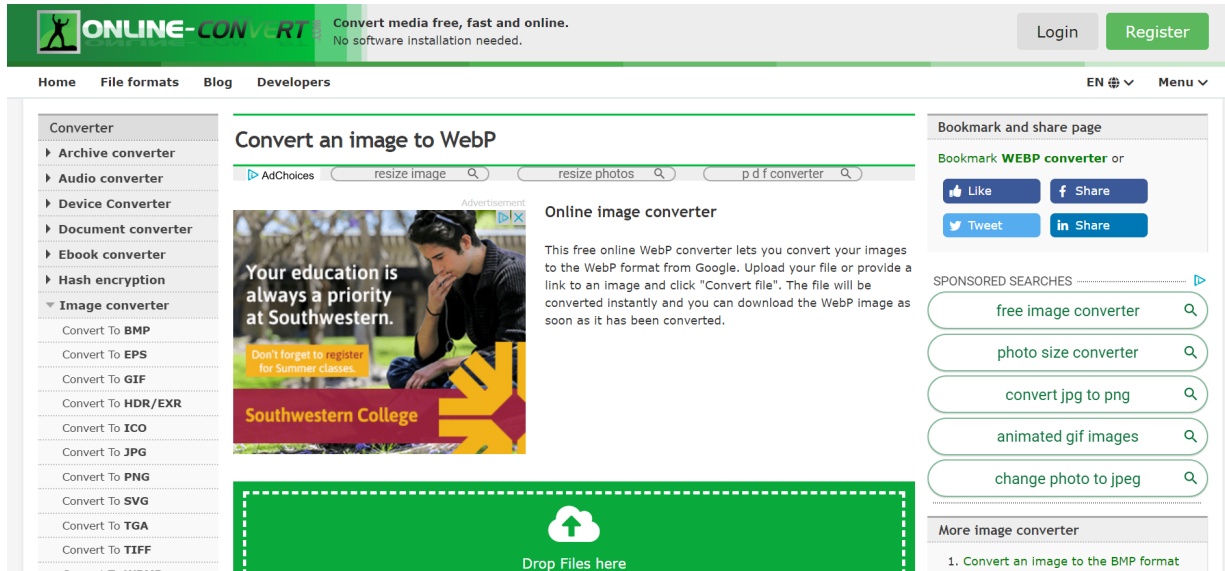 ONLINE-CONVERT
Convert media free, fast and online.
No software installation needed.
Login
Register
Home
File formats
Blog
Developers
EN
Menu
Converter
Archive converter
Audio converter
Device Converter
Document converter
Ebook converter
Hash encryption
Image converter
Convert To BMP
Convert To EPS
Convert To GIF
Convert To HDR/EXR
Convert To ICO
Convert To JPG
Convert To PNG
Convert To SVG
Convert To TGA
Convert To TIFF
Convert an image to WebP
AdChoices
resize image
resize photos
p d f converter
Advertisement
Your education is
always a priority
at Southwestern.
Don't forget to register
for Summer classes.
Southwestern College
Online image converter
This free online WebP converter lets you convert your images
to the WebP format from Google. Upload your file or provide a
link to an image and click "Convert file". The file will be
converted instantly and you can download the WebP image as
soon as it has been converted.
Drop Files here
Bookmark and share page
Bookmark WEBP converter or
Like
Share
Tweet
in Share
SPONSORED SEARCHES
free image converter
photo size converter
convert jpg to png
animated gif images
change photo to jpeg
More image converter
1. Convert an image to the BMP format